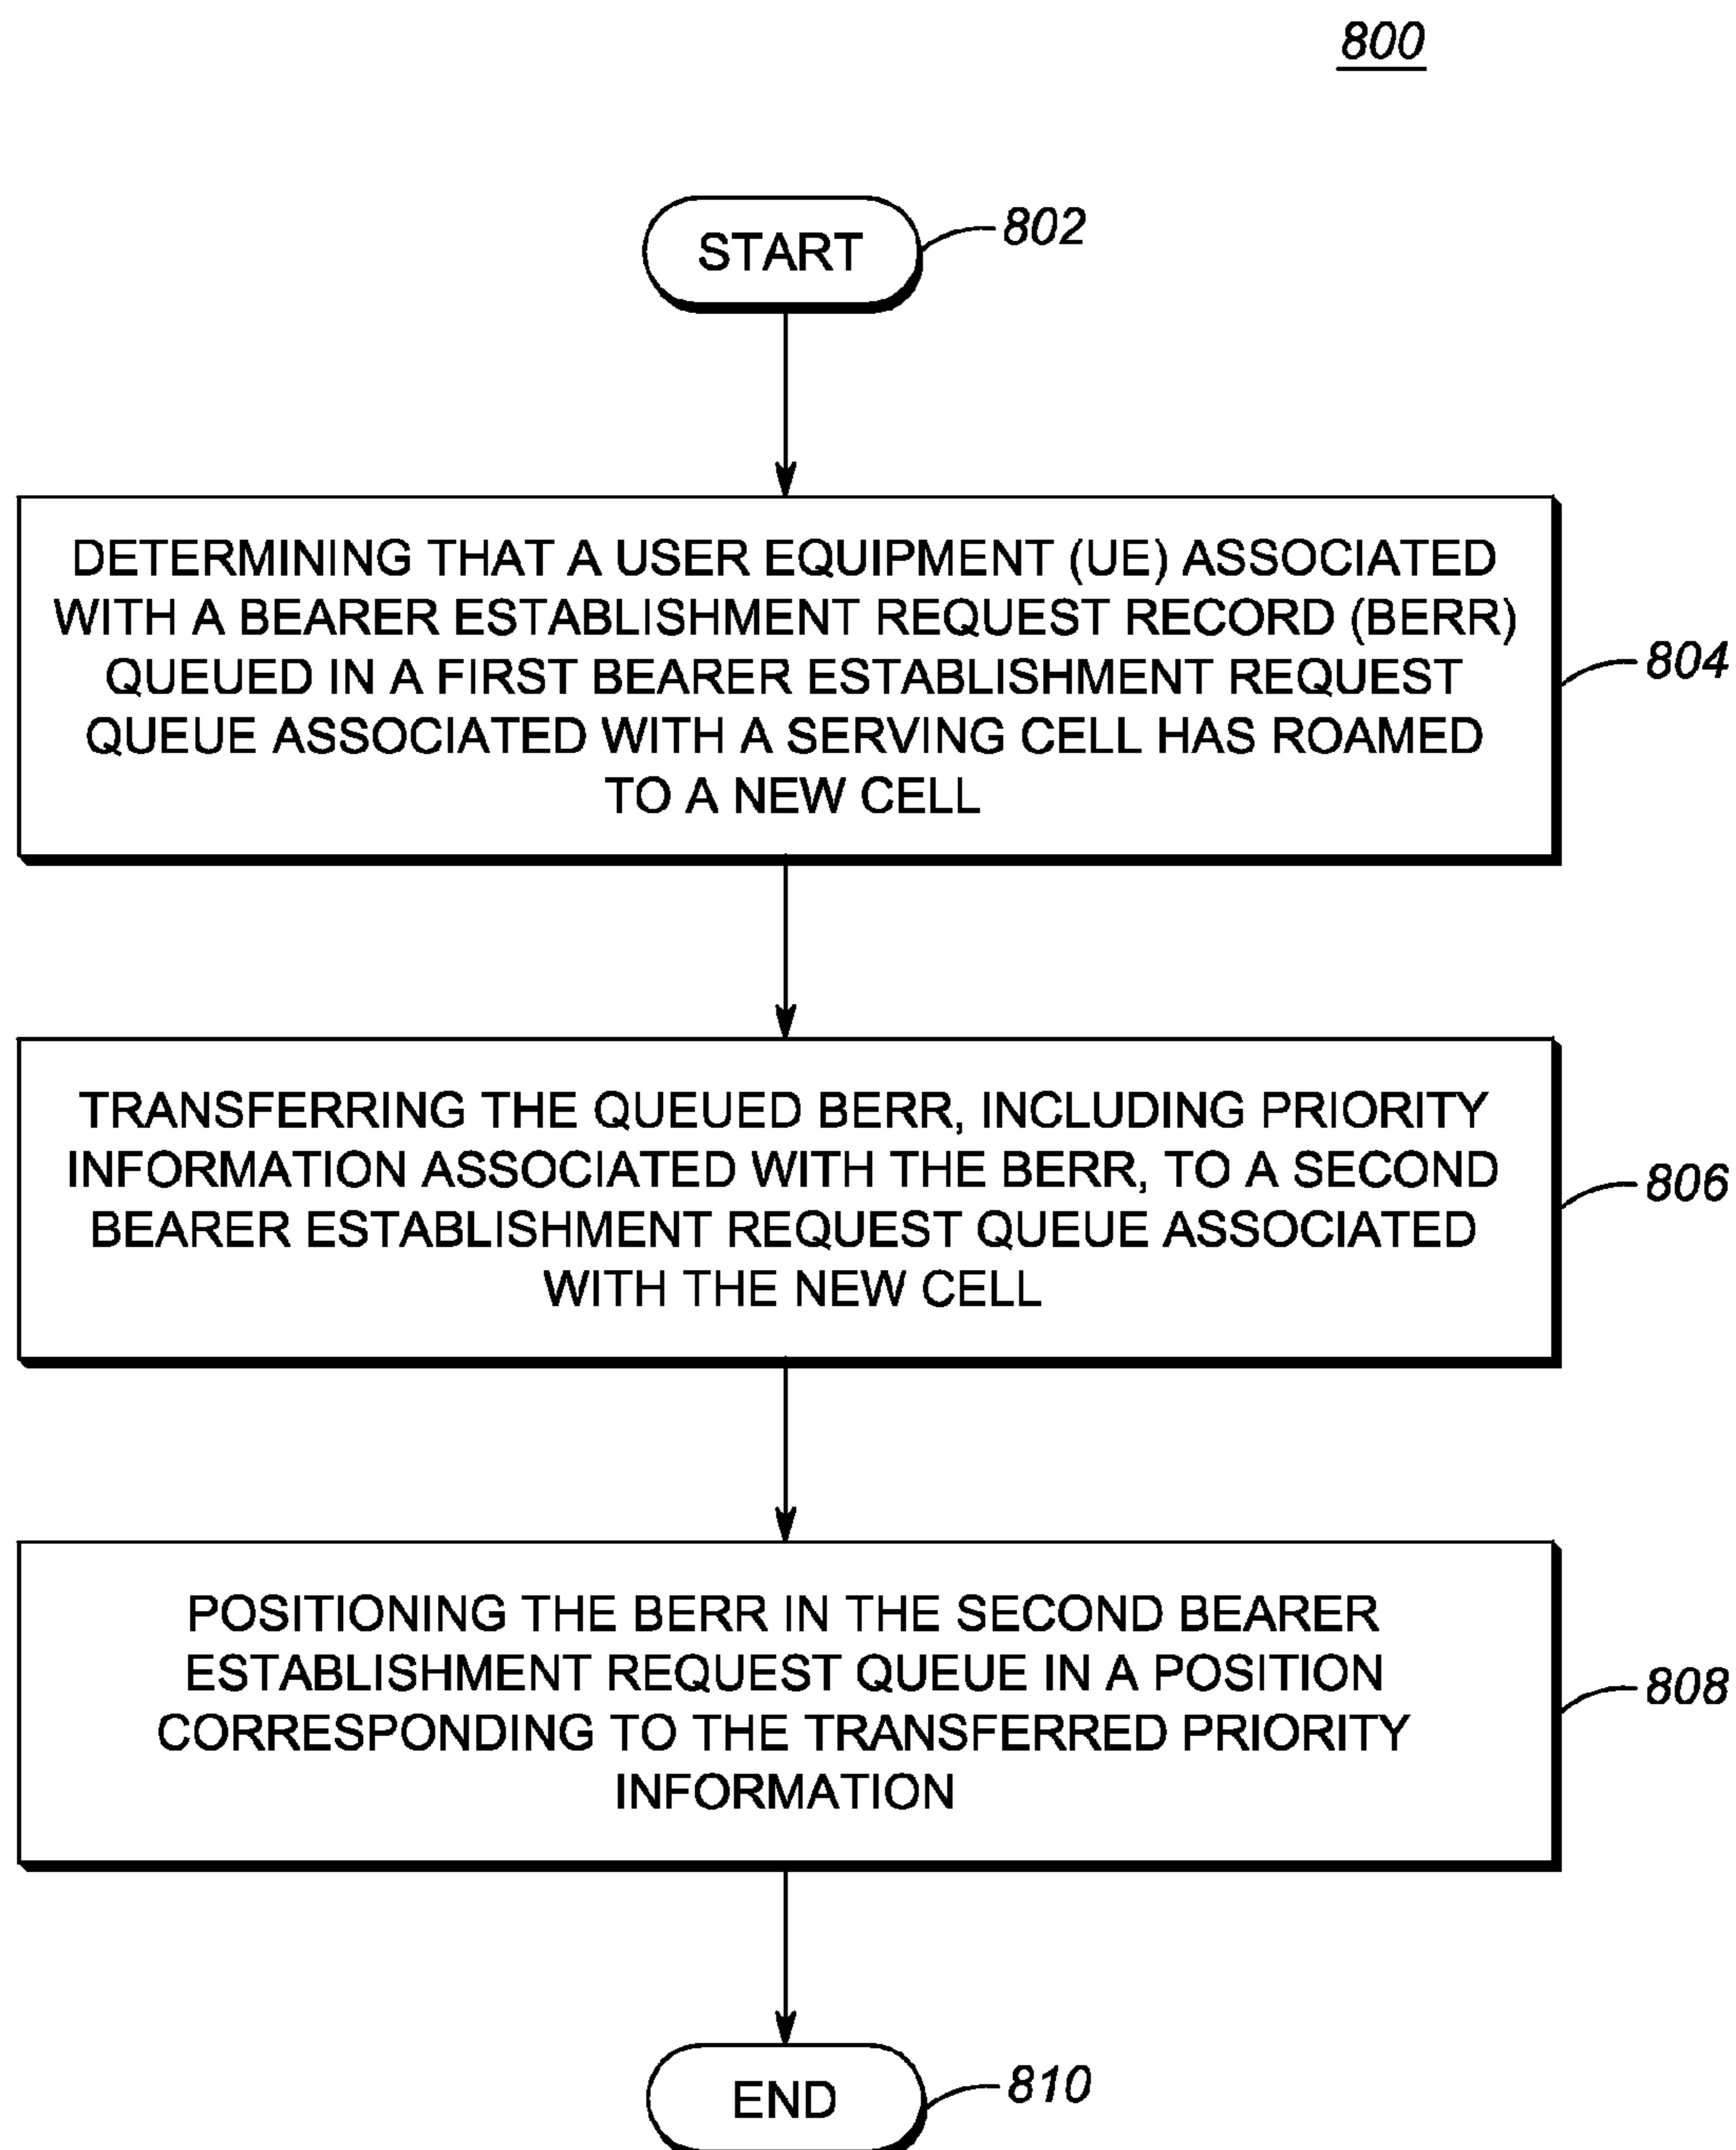 800
START
802
DETERMINING THAT A USER EQUIPMENT (UE) ASSOCIATED
WITH A BEARER ESTABLISHMENT REQUEST RECORD (BERR)
QUEUED IN A FIRST BEARER ESTABLISHMENT REQUEST
QUEUE ASSOCIATED WITH A SERVING CELL HAS ROAMED
TO A NEW CELL
804
TRANSFERRING THE QUEUED BERR, INCLUDING PRIORITY
INFORMATION ASSOCIATED WITH THE BERR, TO A SECOND
BEARER ESTABLISHMENT REQUEST QUEUE ASSOCIATED
WITH THE NEW CELL
806
POSITIONING THE BERR IN THE SECOND BEARER
ESTABLISHMENT REQUEST QUEUE IN A POSITION
CORRESPONDING TO THE TRANSFERRED PRIORITY
INFORMATION
808
END
810